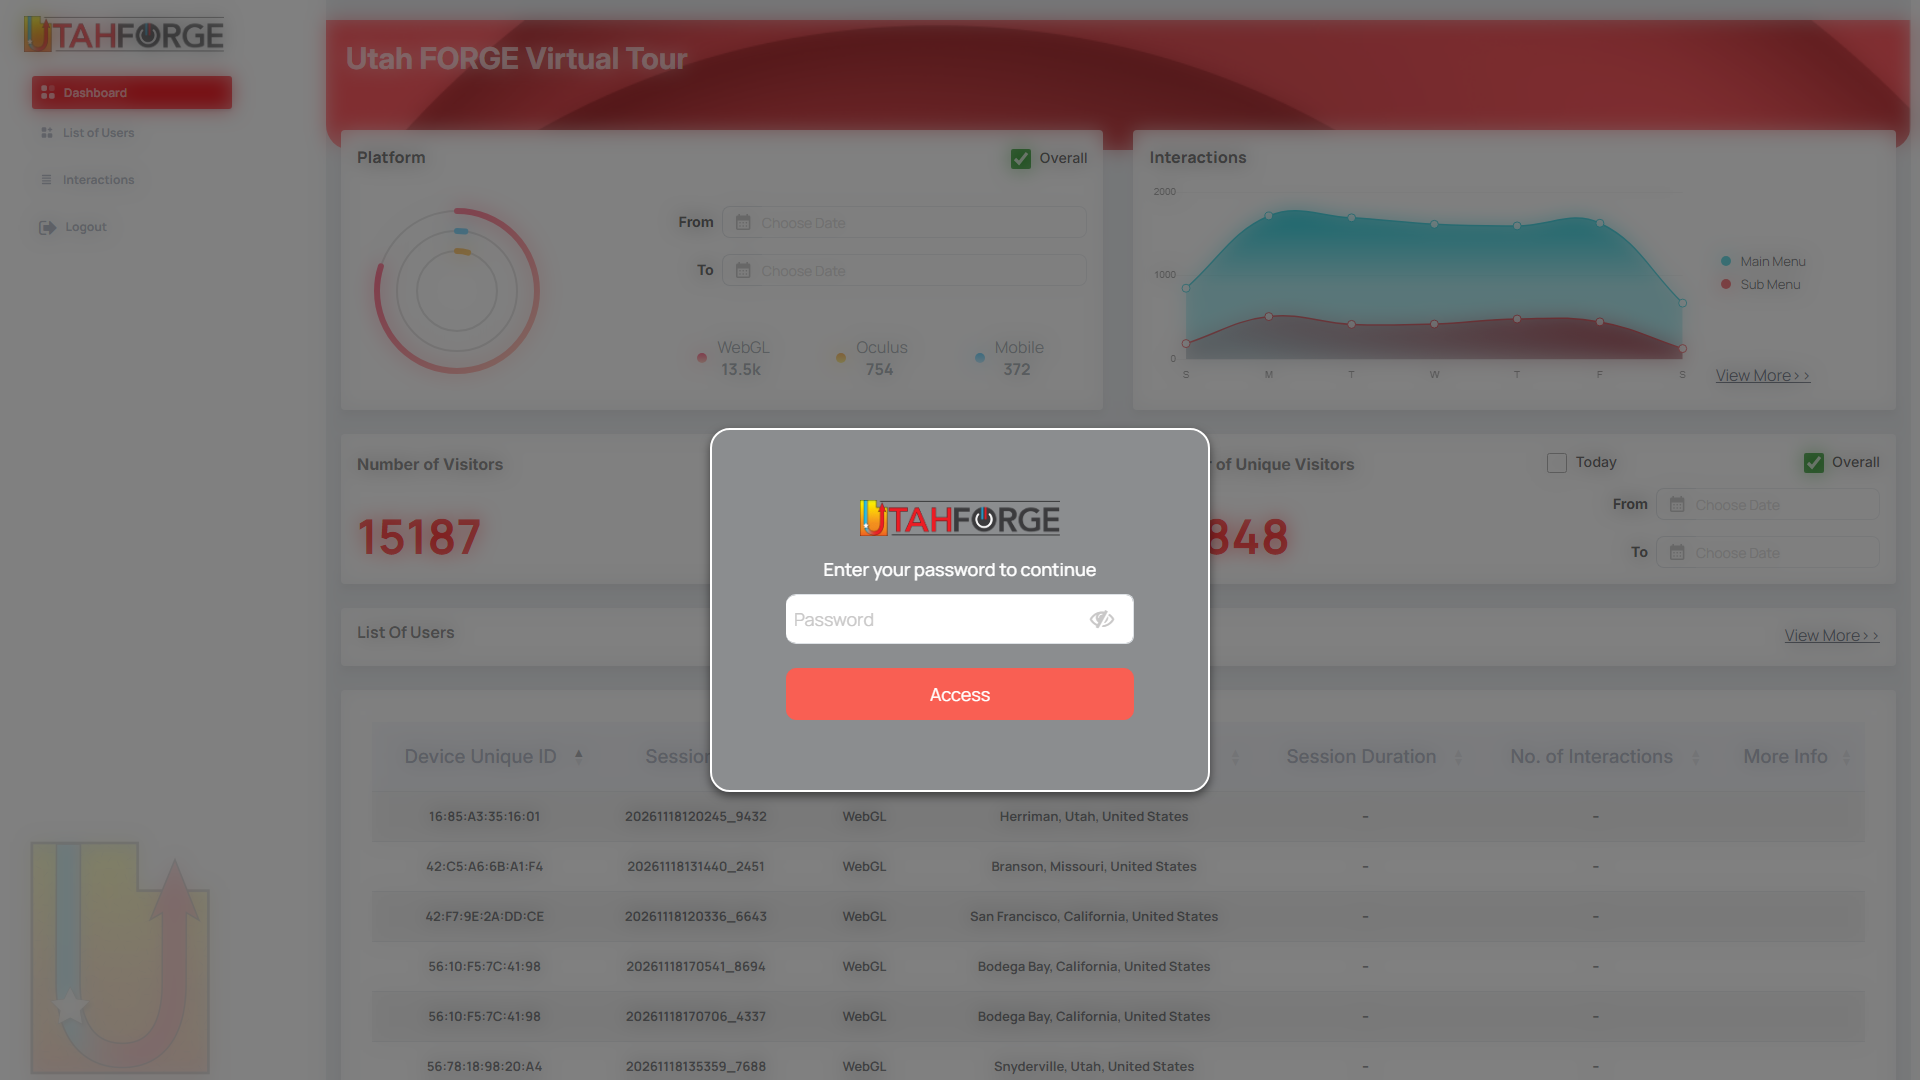 UTAHFORGE
Dashboard
List of Users
Interactions
Logout
Utah FORGE Virtual Tour
Platform
Overall
From
Choose Date
To
Choose Date
WebGL
13.5k
Oculus
754
Mobile
372
Interactions
2000
1000
0
S M T W T F S
Main Menu
Sub Menu
View More>>
Number of Visitors
15187
of Unique Visitors
848
Today
Overall
From
Choose Date
To
Choose Date
UTAHFORGE
Enter your password to continue
Password
Access
List Of Users
View More>>
Device Unique ID Session Duration No. of Interactions More Info
16:85:A3:35:16:01 20261118120245_9432 WebGL Herriman, Utah, United States - -
42:C5:A6:6B:A1:F4 20261118131440_2451 WebGL Branson, Missouri, United States - -
42:F7:9E:2A:DD:CE 20261118120336_6643 WebGL San Francisco, California, United States - -
56:10:F5:7C:41:98 20261118170541_8694 WebGL Bodega Bay, California, United States - -
56:10:F5:7C:41:98 20261118170706_4337 WebGL Bodega Bay, California, United States - -
56:78:18:98:20:A4 20261118135359_7688 WebGL Snyderville, Utah, United States - -